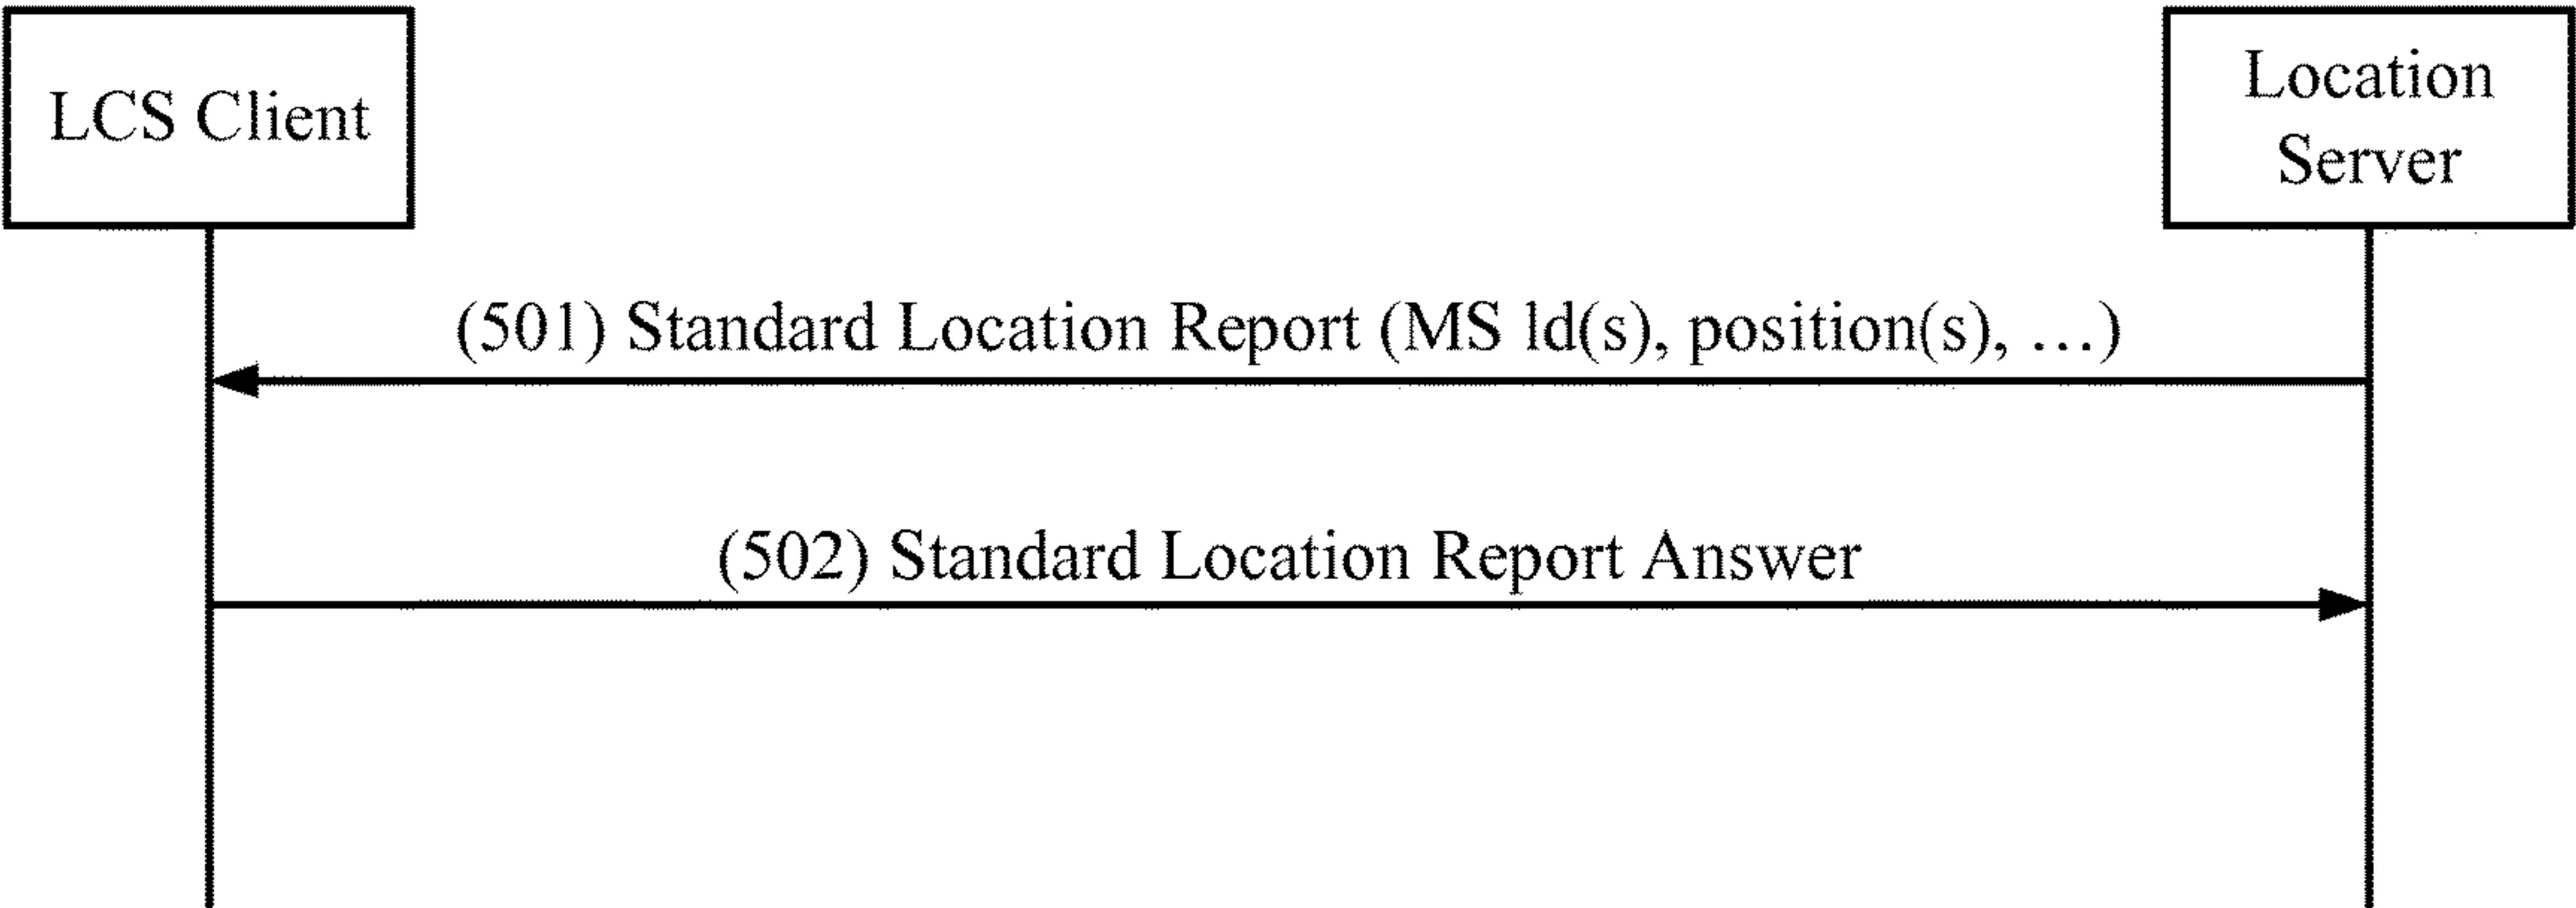 LCS Client
Location
Server
(501) Standard Location Report (MS ld(s), position(s), …)
(502) Standard Location Report Answer